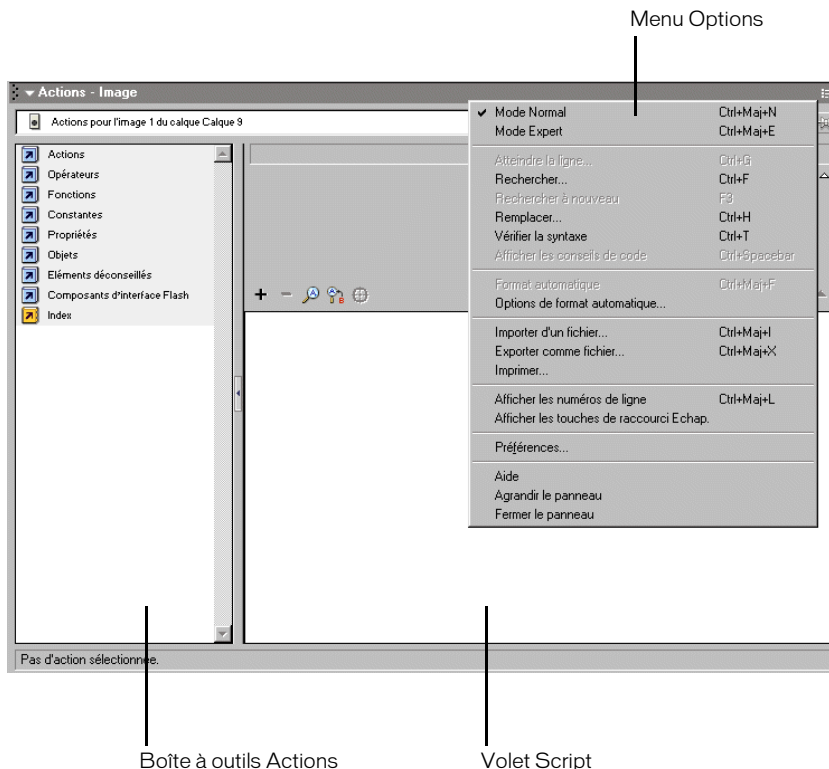 Menu Options
Actions - Image
Actions pour l'image 1 du calque Calque 9
Actions
Opérateurs
Fonctions
Constantes
Propriétés
Objets
Eléments déconseillés
Composants d'interface Flash
Index
Mode Normal Ctrl+Maj+N
Mode Expert Ctrl+Maj+E
Atteindre la ligne... Ctrl+G
Rechercher... Ctrl+F
Rechercher à nouveau F3
Remplacer... Ctrl+H
Vérifier la syntaxe Ctrl+T
Afficher les conseils de code Ctrl+Spacebar
Format automatique Ctrl+Maj+F
Options de format automatique...
Importer d'un fichier... Ctrl+Maj+I
Exporter comme fichier... Ctrl+Maj+X
Imprimer...
Afficher les numéros de ligne Ctrl+Maj+L
Afficher les touches de raccourci Echap.
Préférences...
Aide
Agrandir le panneau
Fermer le panneau
Pas d'action sélectionnée.
Boîte à outils Actions
Volet Script